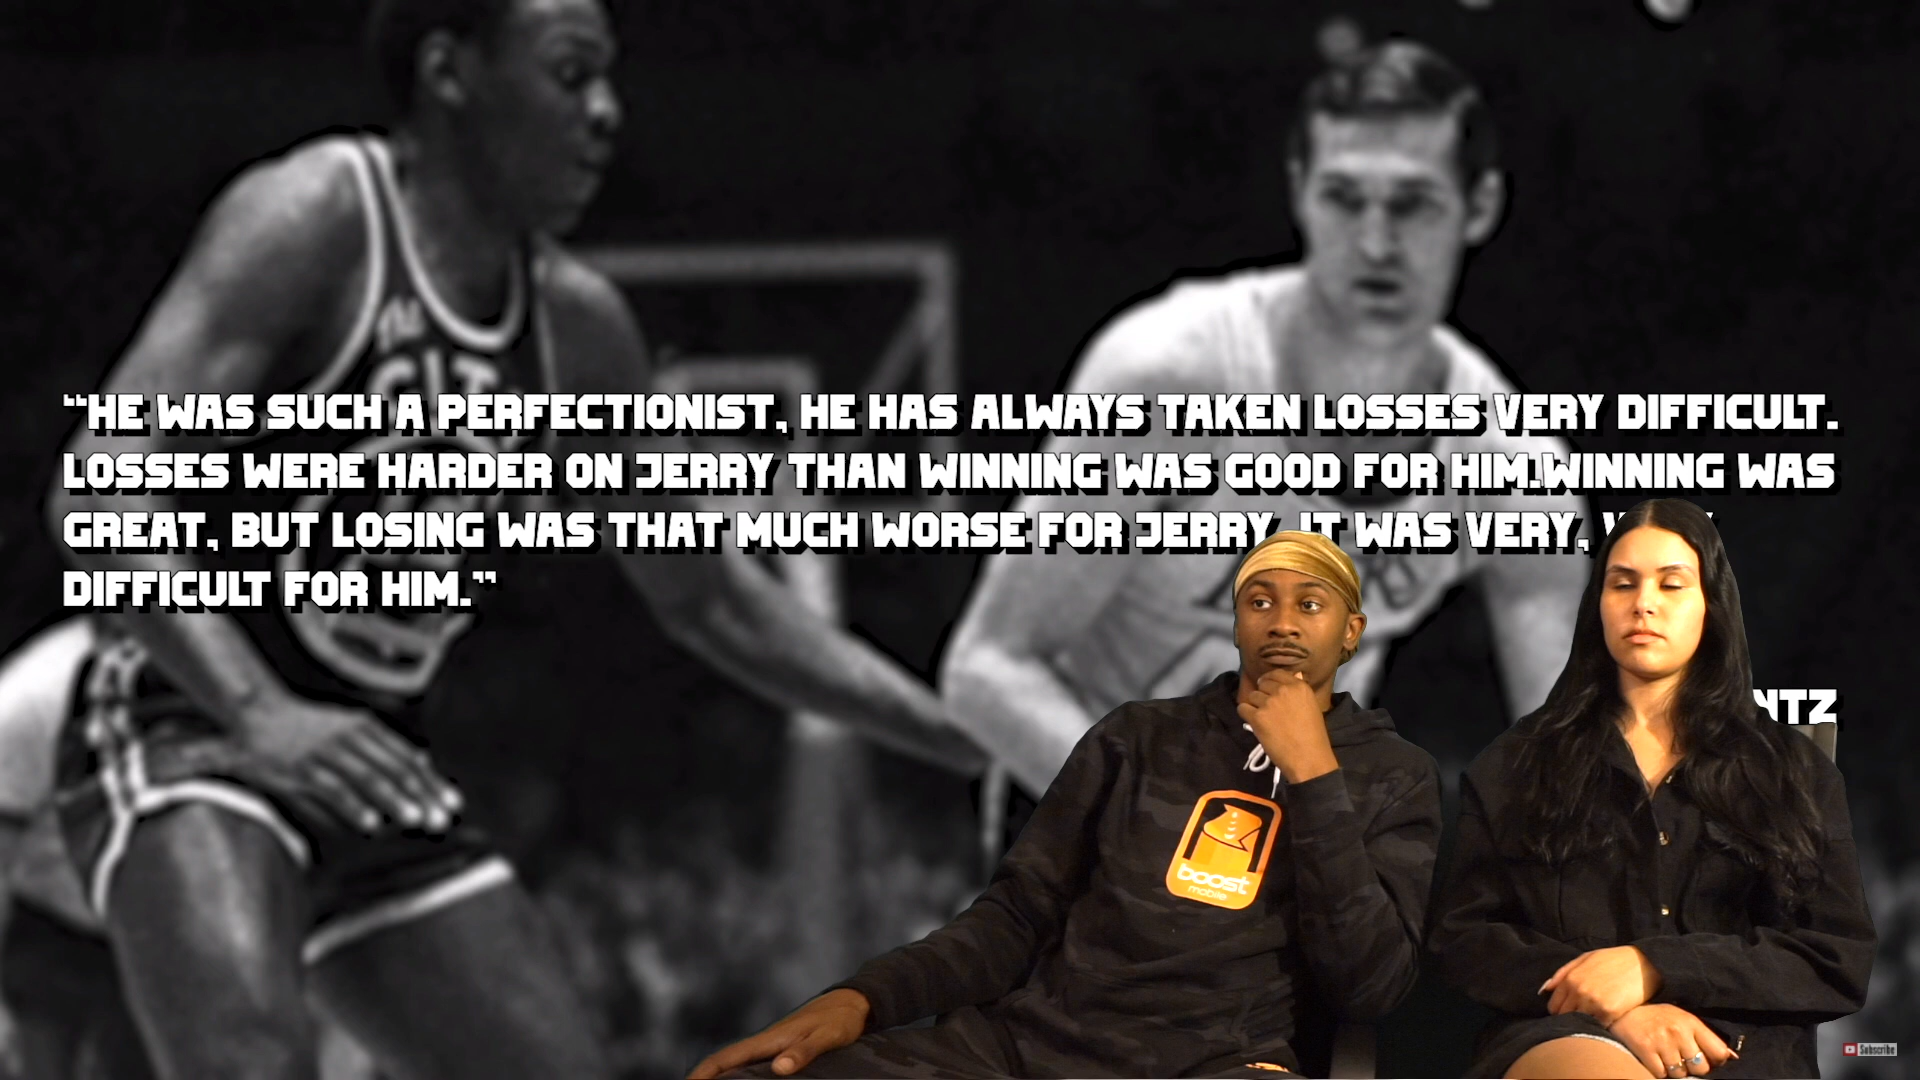 “HE WAS SUCH A PERFECTIONIST, HE HAS ALWAYS TAKEN LOSSES VERY DIFFICULT.
LOSSES WERE HARDER ON JERRY THAN WINNING WAS GOOD FOR HIM.WINNING WAS
GREAT, BUT LOSING WAS THAT MUCH WORSE FOR JERRY. IT WAS VERY,
DIFFICULT FOR HIM.”
NTZ
CITY
boost
mobile
Subscribe